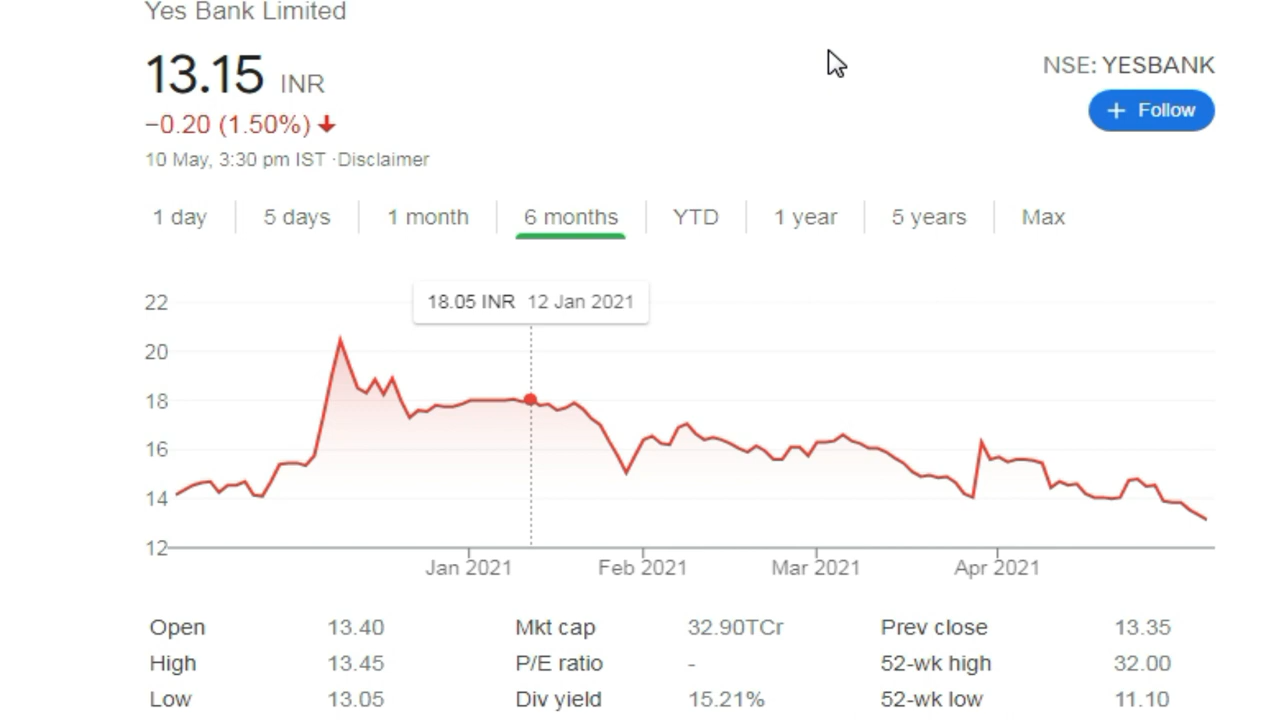 Yes Bank Limited
13.15 INR
NSE: YESBANK
−0.20 (1.50%)
+ Follow
10 May, 3:30 pm IST ·Disclaimer
1 day 5 days 1 month 6 months YTD 1 year 5 years Max
18.05 INR 12 Jan 2021
22
20
18
16
14
12
Jan 2021 Feb 2021 Mar 2021 Apr 2021
Open 13.40 Mkt cap 32.90TCr Prev close 13.35
High 13.45 P/E ratio - 52-wk high 32.00
Low 13.05 Div yield 15.21% 52-wk low 11.10